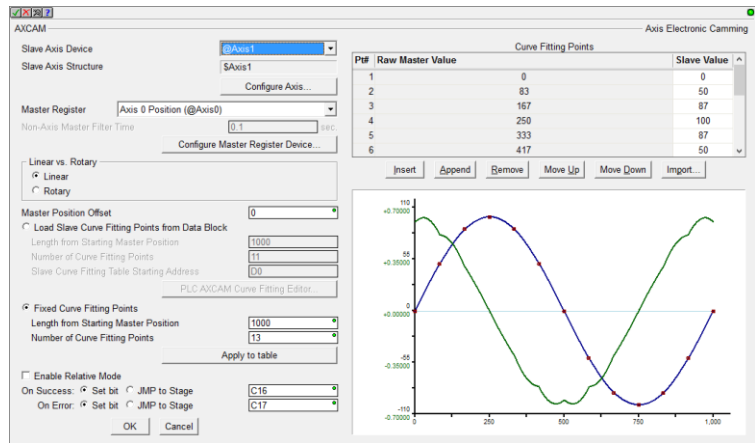 AXCAM
Axis Electronic Camming
Slave Axis Device
@Axis1
Slave Axis Structure
$Axis1
Configure Axis...
Master Register
Axis 0 Position (@Axis0)
Non-Axis Master Filter Time
0.1
sec.
Configure Master Register Device...
Linear vs. Rotary
Linear
Rotary
Master Position Offset
0
Load Slave Curve Fitting Points from Data Block
Length from Starting Master Position
1000
Number of Curve Fitting Points
11
Slave Curve Fitting Table Starting Address
D0
PLC AXCAM Curve Fitting Editor...
Fixed Curve Fitting Points
Length from Starting Master Position
1000
Number of Curve Fitting Points
13
Apply to table
Enable Relative Mode
On Success: Set bit JMP to Stage
C16
On Error: Set bit JMP to Stage
C17
OK Cancel
Curve Fitting Points
Pt# Raw Master Value Slave Value
1 0 0
2 83 50
3 167 87
4 250 100
5 333 87
6 417 50
Insert Append Remove Move Up Move Down Import...
110
+0.70000
55
+0.35000
0
+0.00000
-55
-0.35000
-110
-0.70000
0 250 500 750 1,000